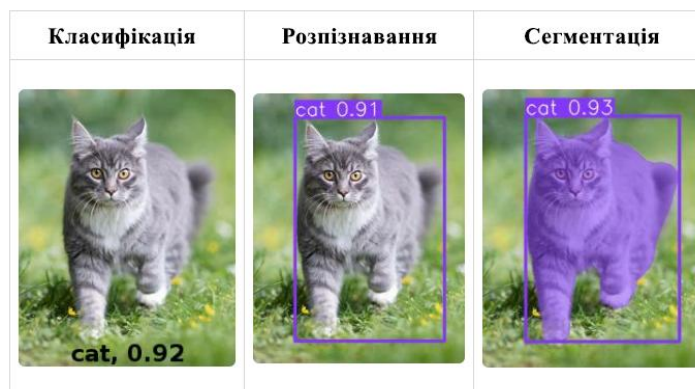 Класифікація
Розпізнавання
Сегментація
cat, 0.92
cat 0.91
cat 0.93